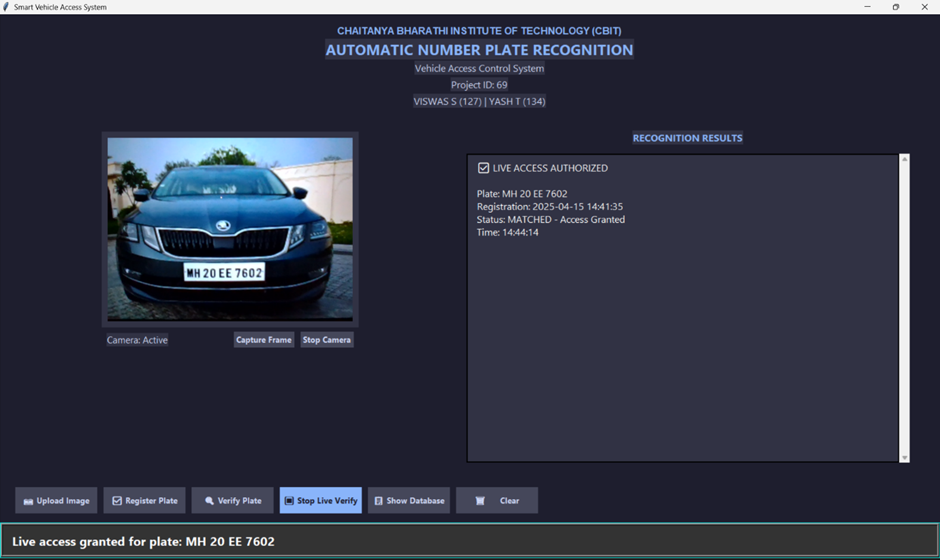 Smart Vehicle Access System
CHAITANYA BHARATHI INSTITUTE OF TECHNOLOGY (CBIT)
AUTOMATIC NUMBER PLATE RECOGNITION
Vehicle Access Control System
Project ID: 69
VISWAS S (127) | YASH T (134)
MH 20 EE 7602
Camera: Active
Capture Frame
Stop Camera
RECOGNITION RESULTS
LIVE ACCESS AUTHORIZED
Plate: MH 20 EE 7602
Registration: 2025-04-15 14:41:35
Status: MATCHED - Access Granted
Time: 14:44:14
Upload Image
Register Plate
Verify Plate
Stop Live Verify
Show Database
Clear
Live access granted for plate: MH 20 EE 7602